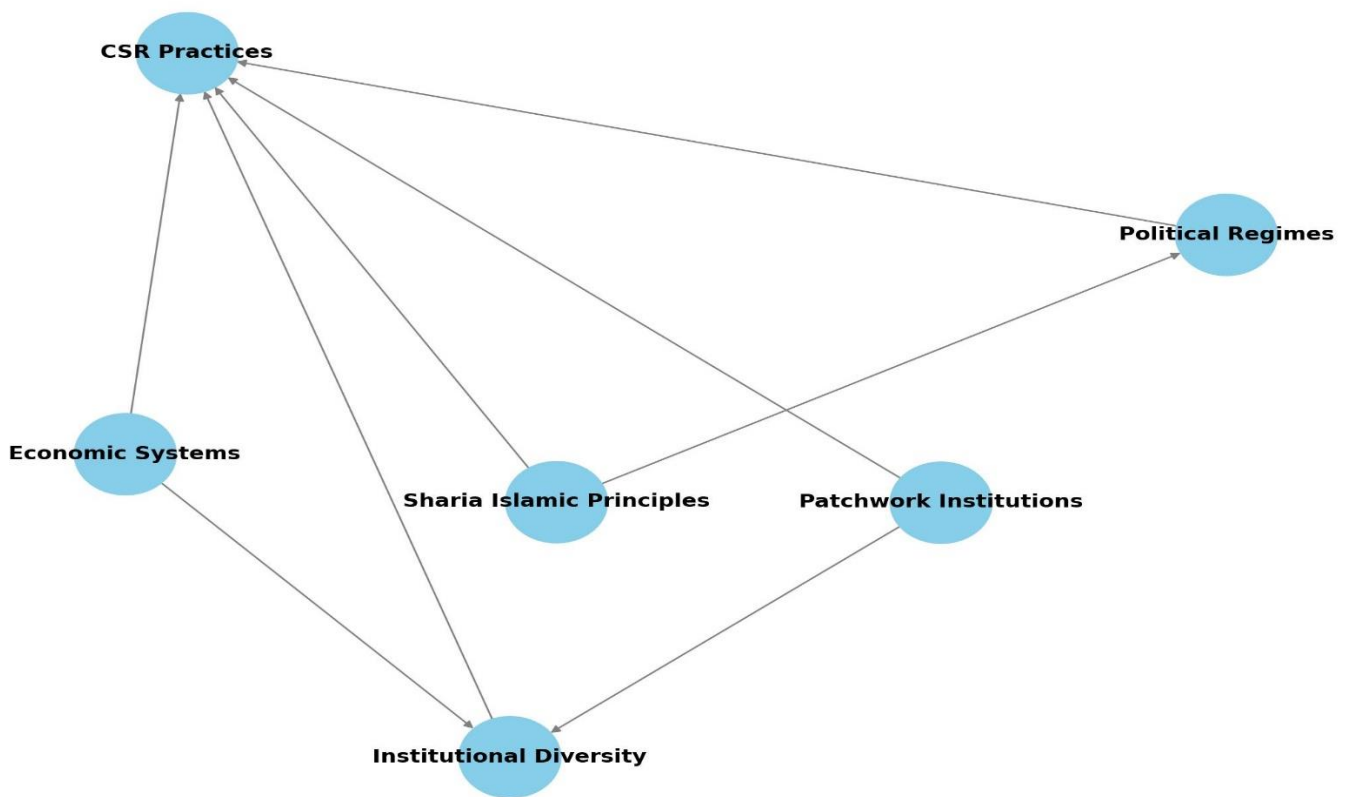 CSR Practices
Political Regimes
Economic Systems
Sharia Islamic Principles
Patchwork Institutions
Institutional Diversity